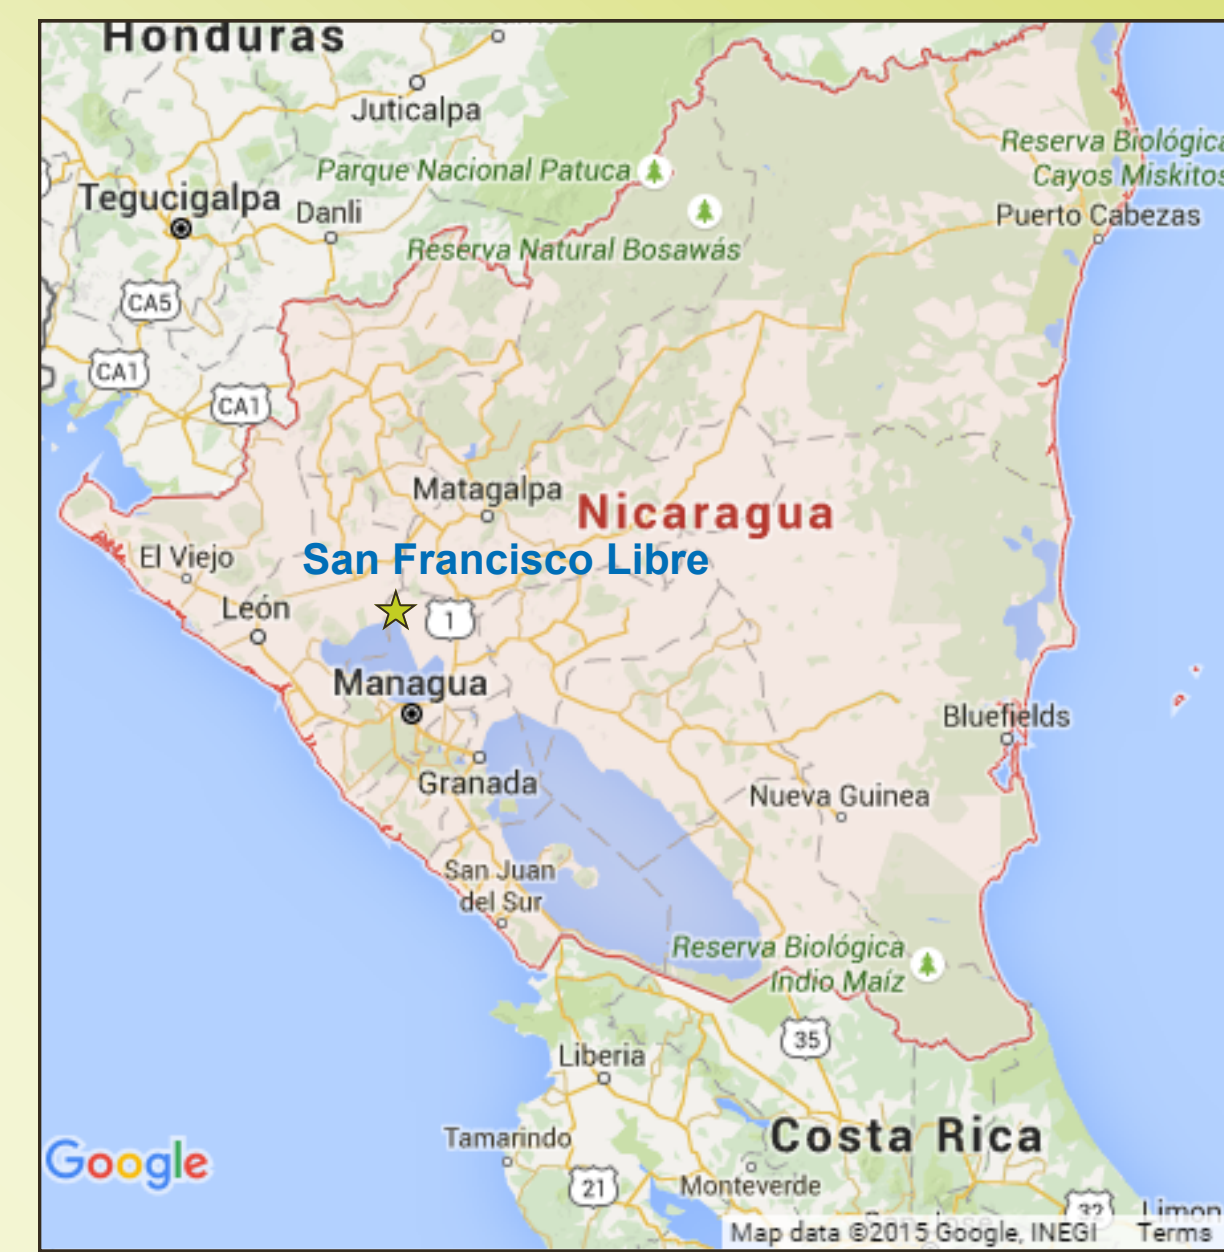 Honduras
Juticalpa
Parque Nacional Patuca
Reserva Biológica
Cayos Miskitos
Tegucigalpa
Danli
Puerto Cabezas
Reserva Natural Bosawás
CA5
CA1
CA1
Matagalpa
Nicaragua
El Viejo
San Francisco Libre
León
1
Managua
Bluefields
Granada
Nueva Guinea
San Juan
del Sur
Reserva Biológica
Indio Maíz
35
Liberia
Costa Rica
Tamarindo
Google
21
Monteverde
32
Limon
Map data ©2015 Google, INEGI
Terms